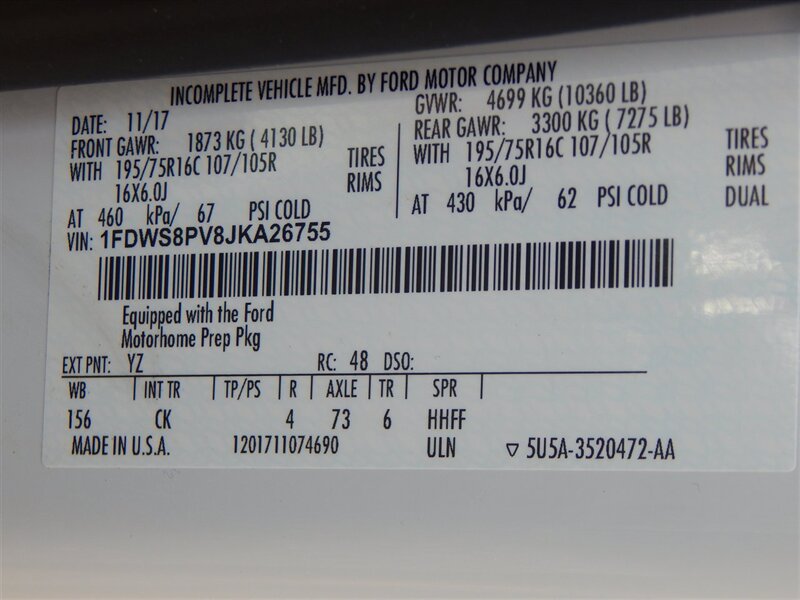 INCOMPLETE VEHICLE MFD. BY FORD MOTOR COMPANY
DATE: 11/17 GVWR: 4699 KG (10360 LB)
FRONT GAWR: 1873 KG ( 4130 LB) REAR GAWR: 3300 KG ( 7275 LB)
WITH 195/75R16C 107/105R TIRES WITH 195/75R16C 107/105R TIRES
16X6.0J RIMS 16X6.0J RIMS
AT 460 kPa/ 67 PSI COLD AT 430 kPa/ 62 PSI COLD DUAL
VIN: 1FDWS8PV8JKA26755
Equipped with the Ford
Motorhome Prep Pkg
EXT PNT: YZ RC: 48 DSO:
WB INT TR TP/PS R AXLE TR SPR
156 CK 4 73 6 HHFF
MADE IN U.S.A. 1201711074690 ULN ▽ 5U5A-3520472-AA